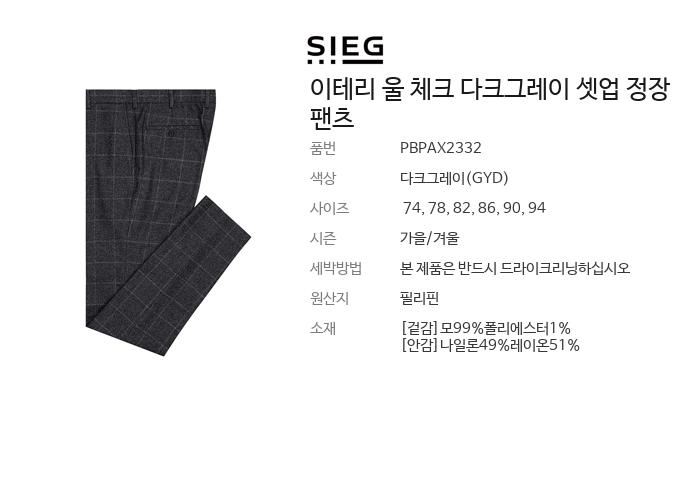 SIEG
이테리 울 체크 다크그레이 셋업 정장
팬츠
품번 PBPAX2332
색상 다크그레이(GYD)
사이즈 74, 78, 82, 86, 90, 94
시즌 가을/겨울
세박방법 본 제품은 반드시 드라이크리닝하십시오
원산지 필리핀
소재 [겉감]모99%폴리에스터1%
[안감]나일론49%레이온51%